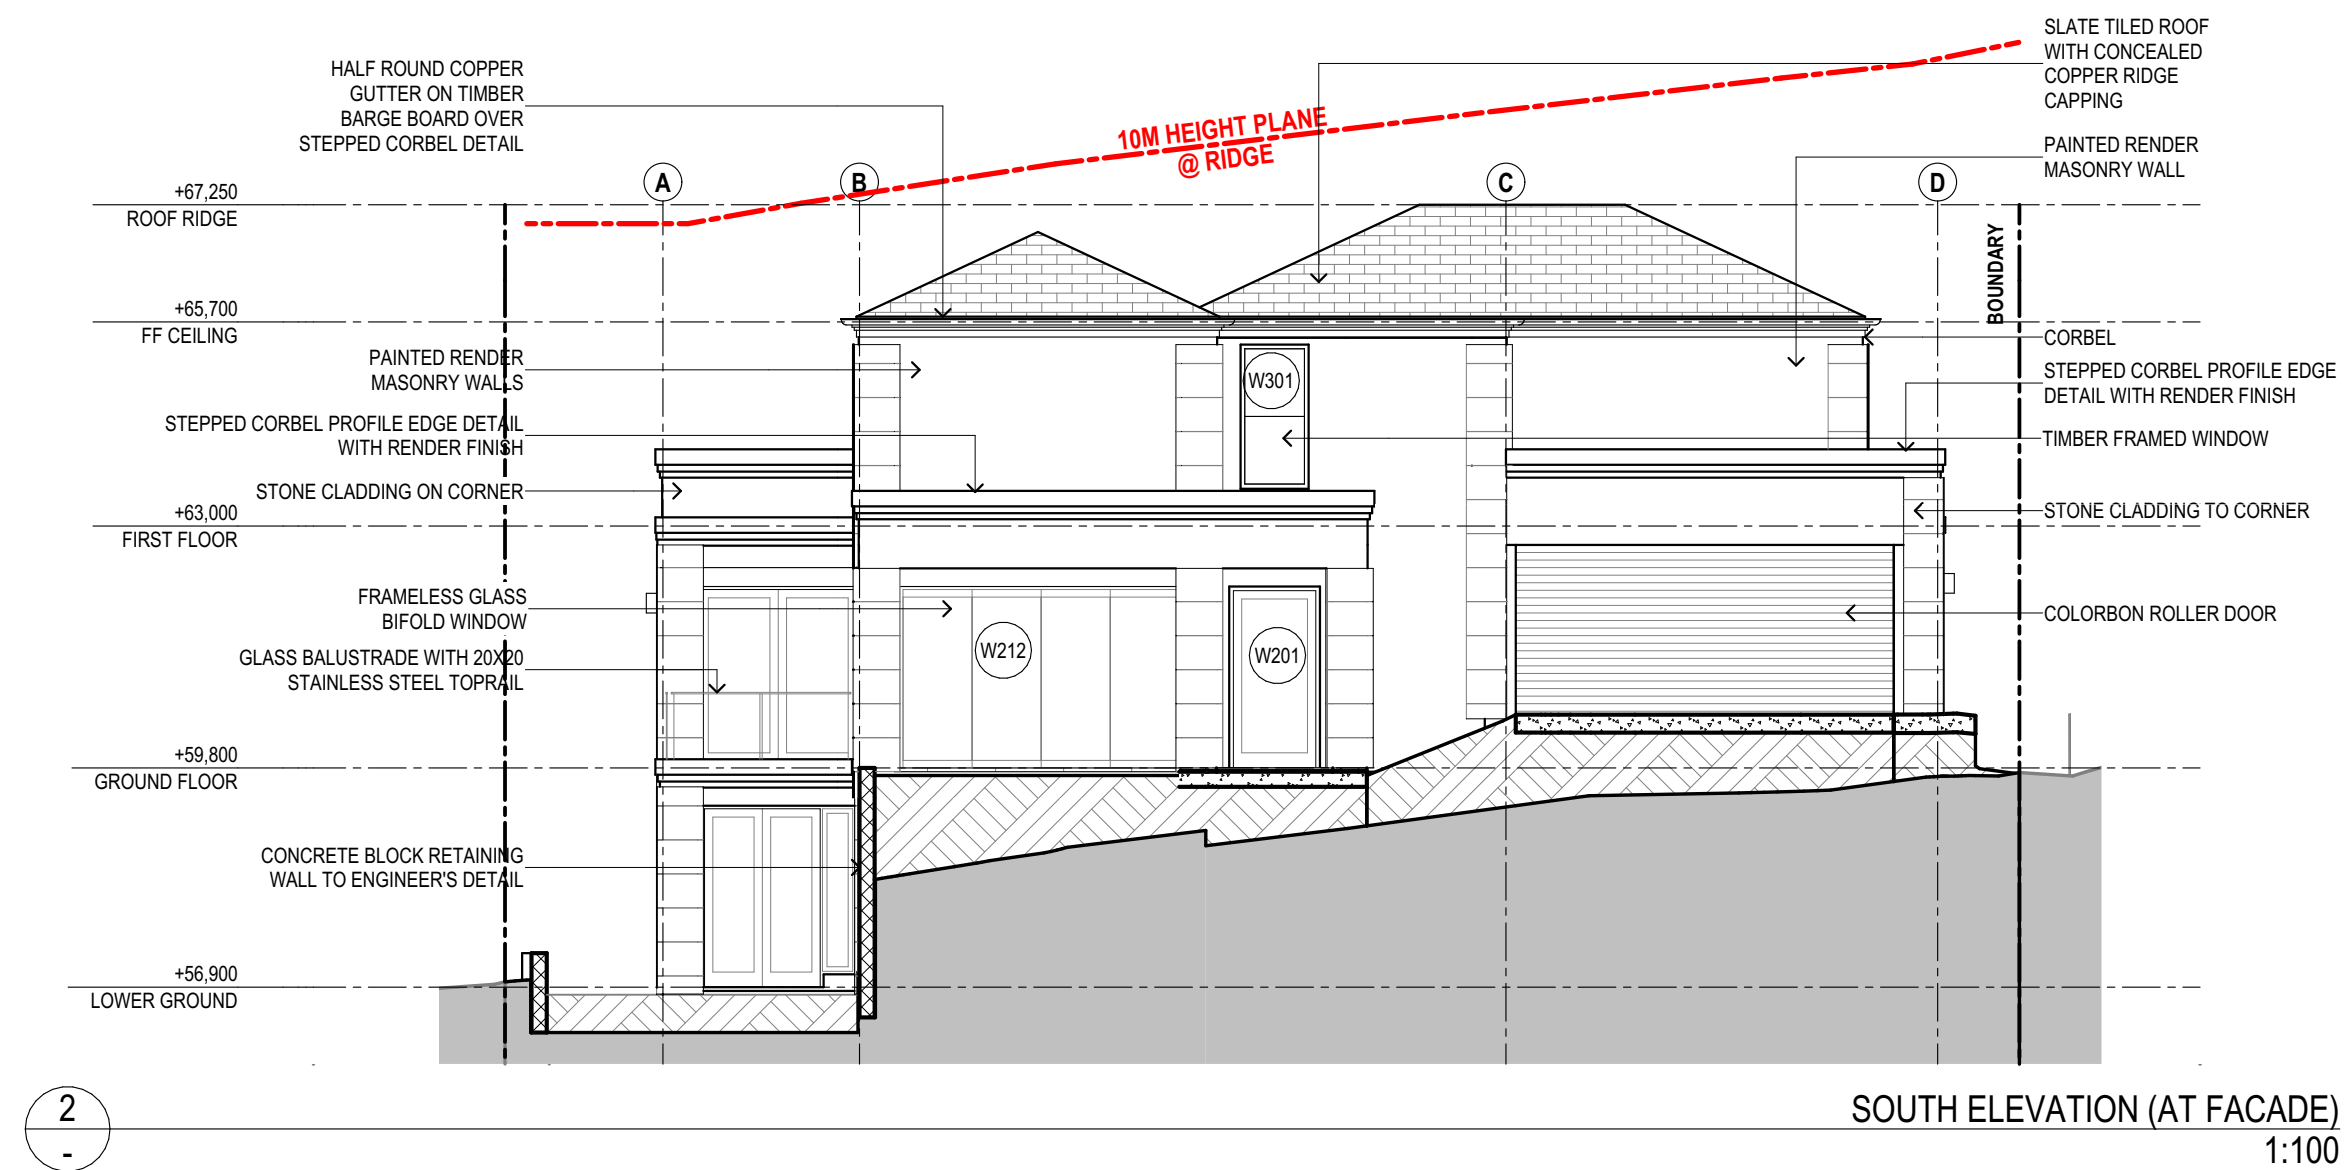 HALF ROUND COPPER
GUTTER ON TIMBER
BARGE BOARD OVER
STEPPED CORBEL DETAIL
10M HEIGHT PLANE
@ RIDGE
SLATE TILED ROOF
WITH CONCEALED
COPPER RIDGE
CAPPING
PAINTED RENDER
MASONRY WALL
A
B
C
D
+67,250
ROOF RIDGE
BOUNDARY
+65,700
FF CEILING
CORBEL
PAINTED RENDER
MASONRY WALLS
W301
STEPPED CORBEL PROFILE EDGE
DETAIL WITH RENDER FINISH
STEPPED CORBEL PROFILE EDGE DETAIL
WITH RENDER FINISH
TIMBER FRAMED WINDOW
STONE CLADDING ON CORNER
STONE CLADDING TO CORNER
+63,000
FIRST FLOOR
FRAMELESS GLASS
BIFOLD WINDOW
COLORBON ROLLER DOOR
W212
W201
GLASS BALUSTRADE WITH 20X20
STAINLESS STEEL TOPRAIL
+59,800
GROUND FLOOR
CONCRETE BLOCK RETAINING
WALL TO ENGINEER'S DETAIL
+56,900
LOWER GROUND
2
-
SOUTH ELEVATION (AT FACADE)
1:100